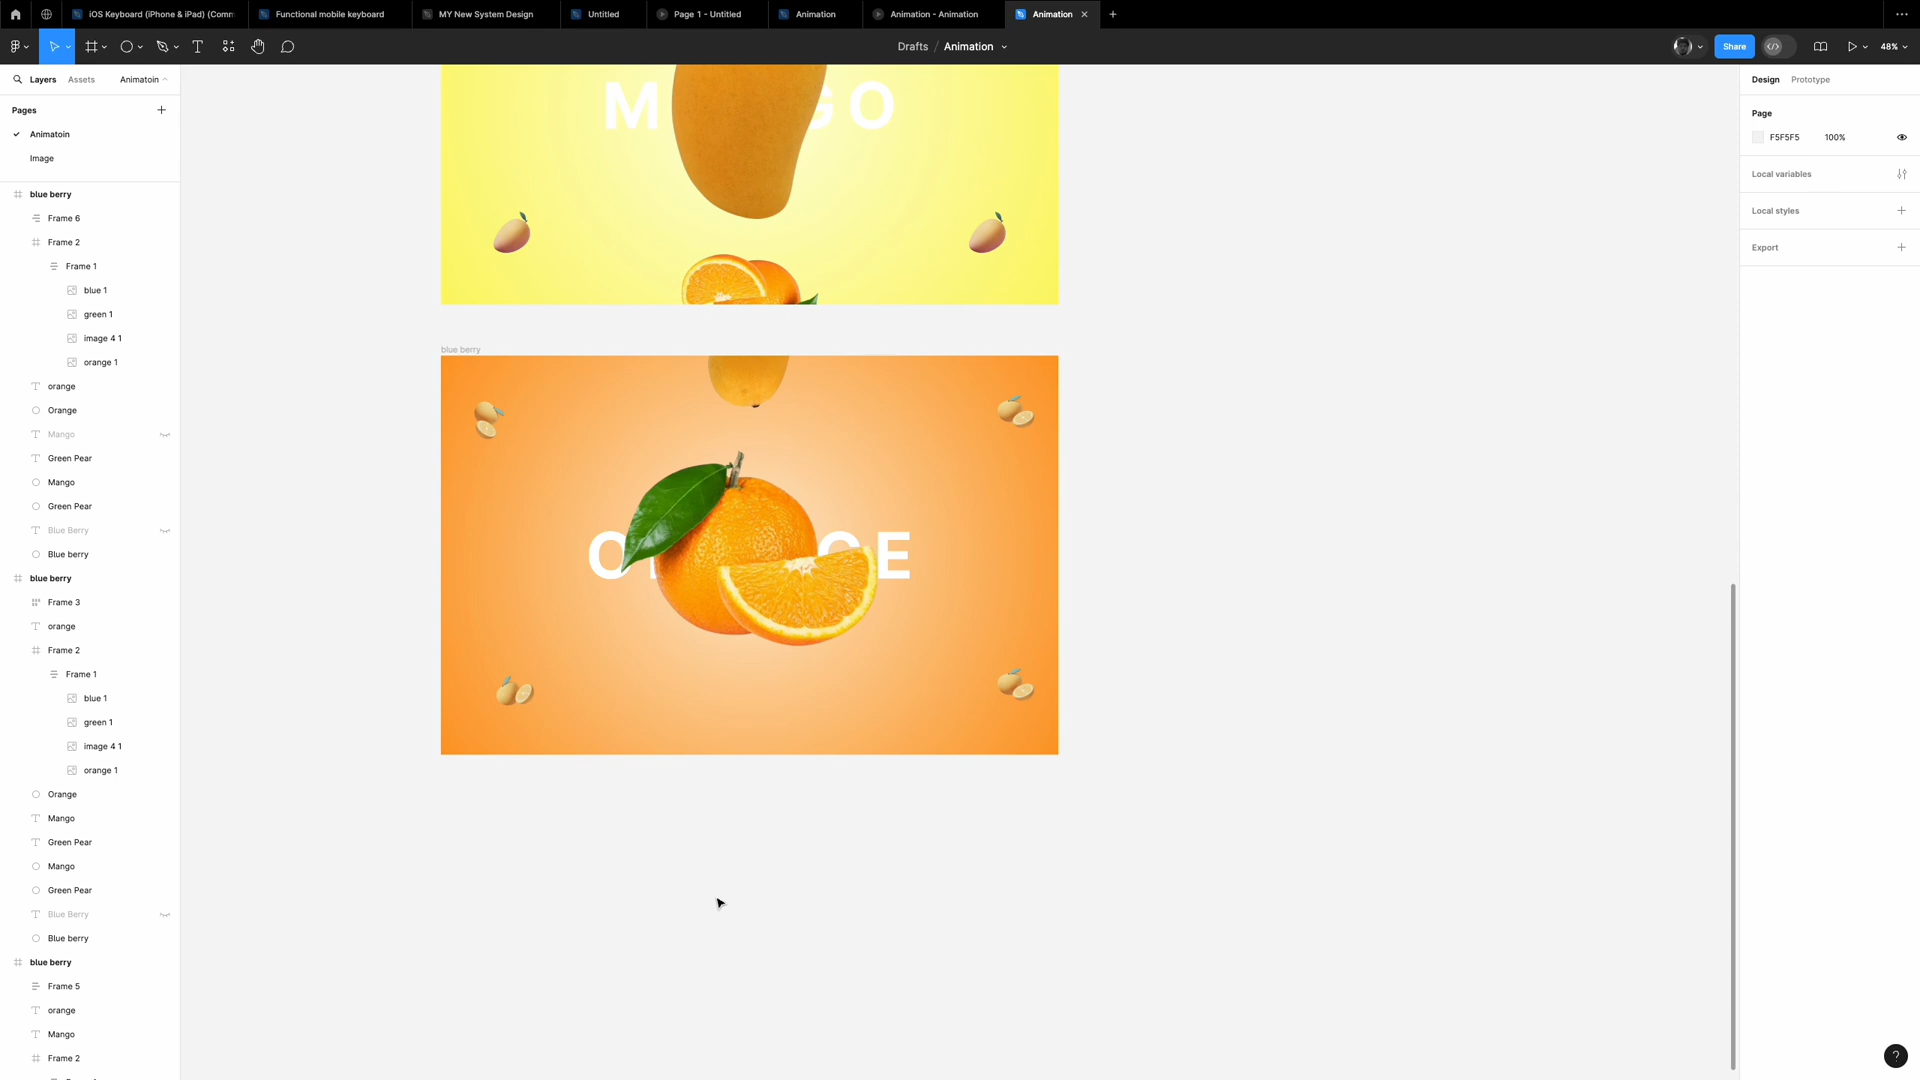 iOS Keyboard (iPhone & iPad) (Comm
Functional mobile keyboard
MY New System Design
Untitled
Page 1 - Untitled
Animation
Animation - Animation
Animation
Drafts / Animation
Share
48%
Layers
Assets
Animatoin
Pages
Animatoin
Image
blue berry
Frame 6
Frame 2
Frame 1
blue 1
green 1
image 4 1
orange 1
orange
Orange
Mango
Green Pear
Mango
Green Pear
Blue Berry
Blue berry
blue berry
Frame 3
orange
Frame 2
Frame 1
blue 1
green 1
image 4 1
orange 1
Orange
Mango
Green Pear
Mango
Green Pear
Blue Berry
Blue berry
blue berry
Frame 5
orange
Mango
Frame 2
M GO
blue berry
O GE
Design
Prototype
Page
F5F5F5
100%
Local variables
Local styles
Export
?